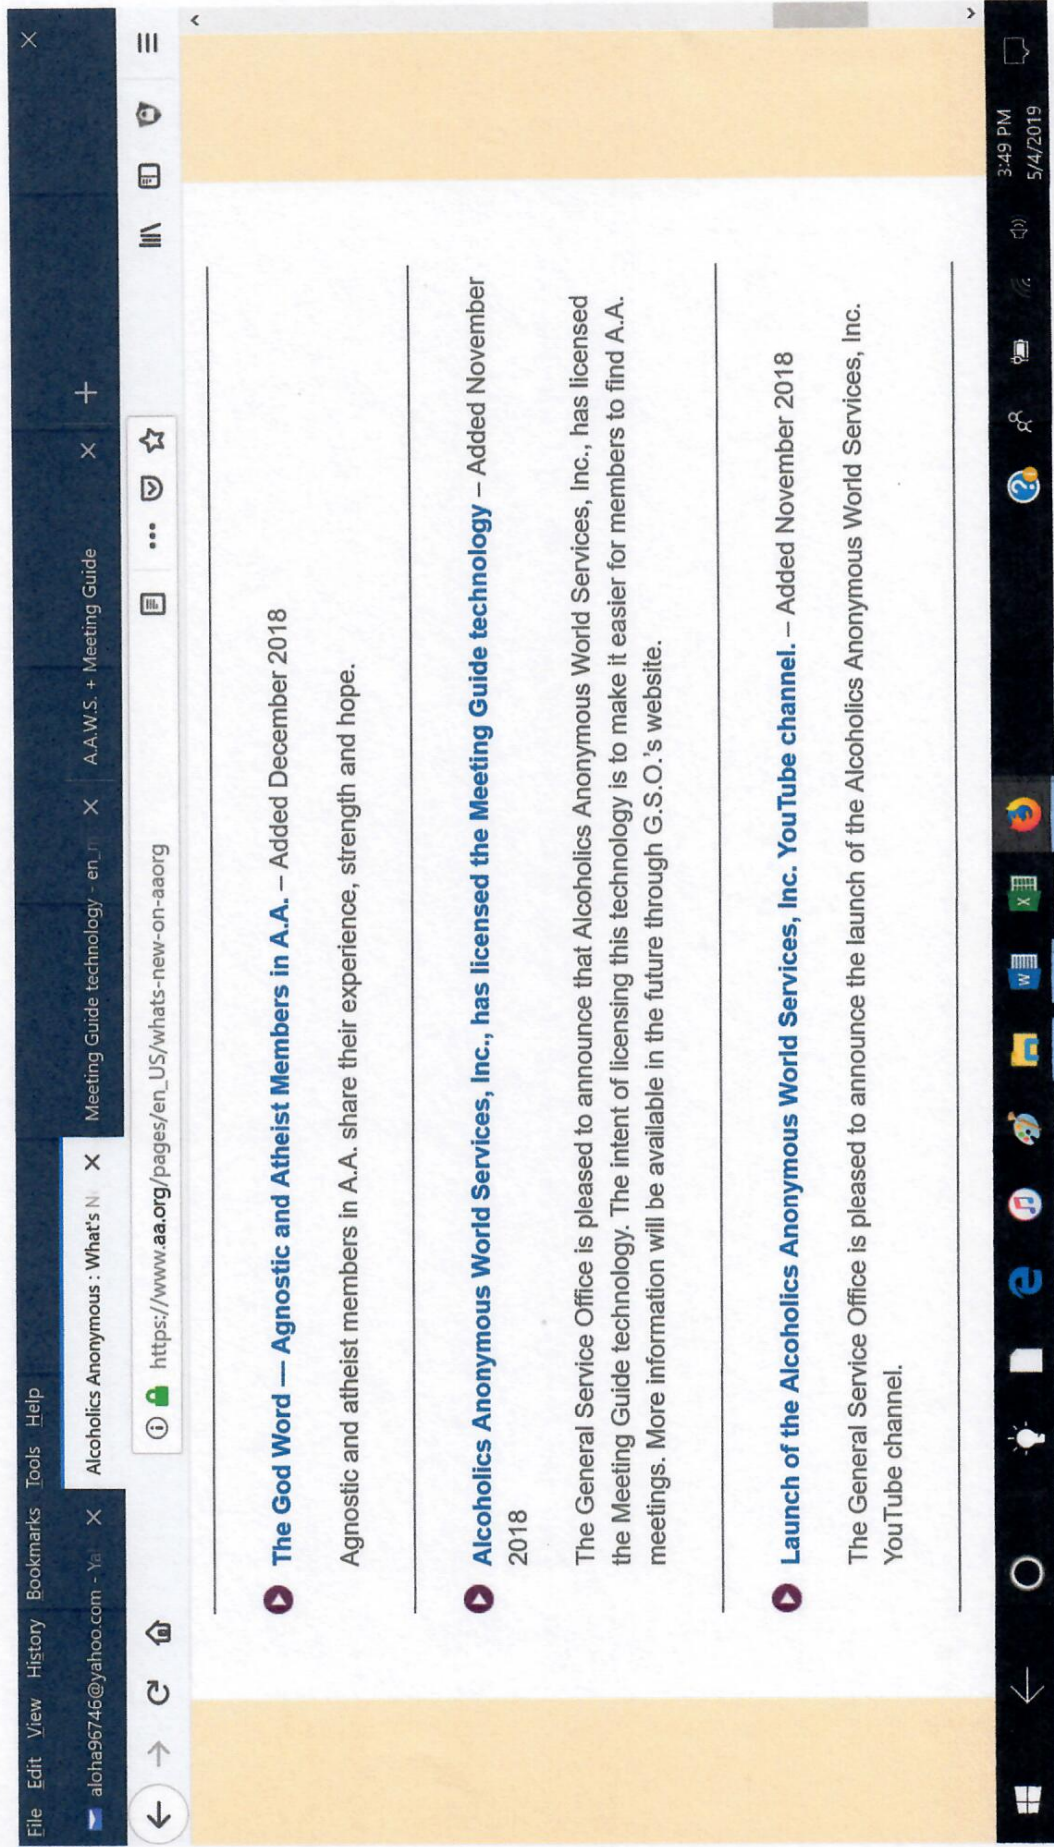 File Edit View History Bookmarks Tools Help
aloha96746@yahoo.com - Ya
Alcoholics Anonymous : What's N
Meeting Guide technology - en_
A.A.W.S. + Meeting Guide
https://www.aa.org/pages/en_US/whats-new-on-aaorg
The God Word — Agnostic and Atheist Members in A.A. – Added December 2018
Agnostic and atheist members in A.A. share their experience, strength and hope.
Alcoholics Anonymous World Services, Inc., has licensed the Meeting Guide technology – Added November
2018
The General Service Office is pleased to announce that Alcoholics Anonymous World Services, Inc., has licensed
the Meeting Guide technology. The intent of licensing this technology is to make it easier for members to find A.A.
meetings. More information will be available in the future through G.S.O.'s website.
Launch of the Alcoholics Anonymous World Services, Inc. YouTube channel. – Added November 2018
The General Service Office is pleased to announce the launch of the Alcoholics Anonymous World Services, Inc.
YouTube channel.
3:49 PM
5/4/2019